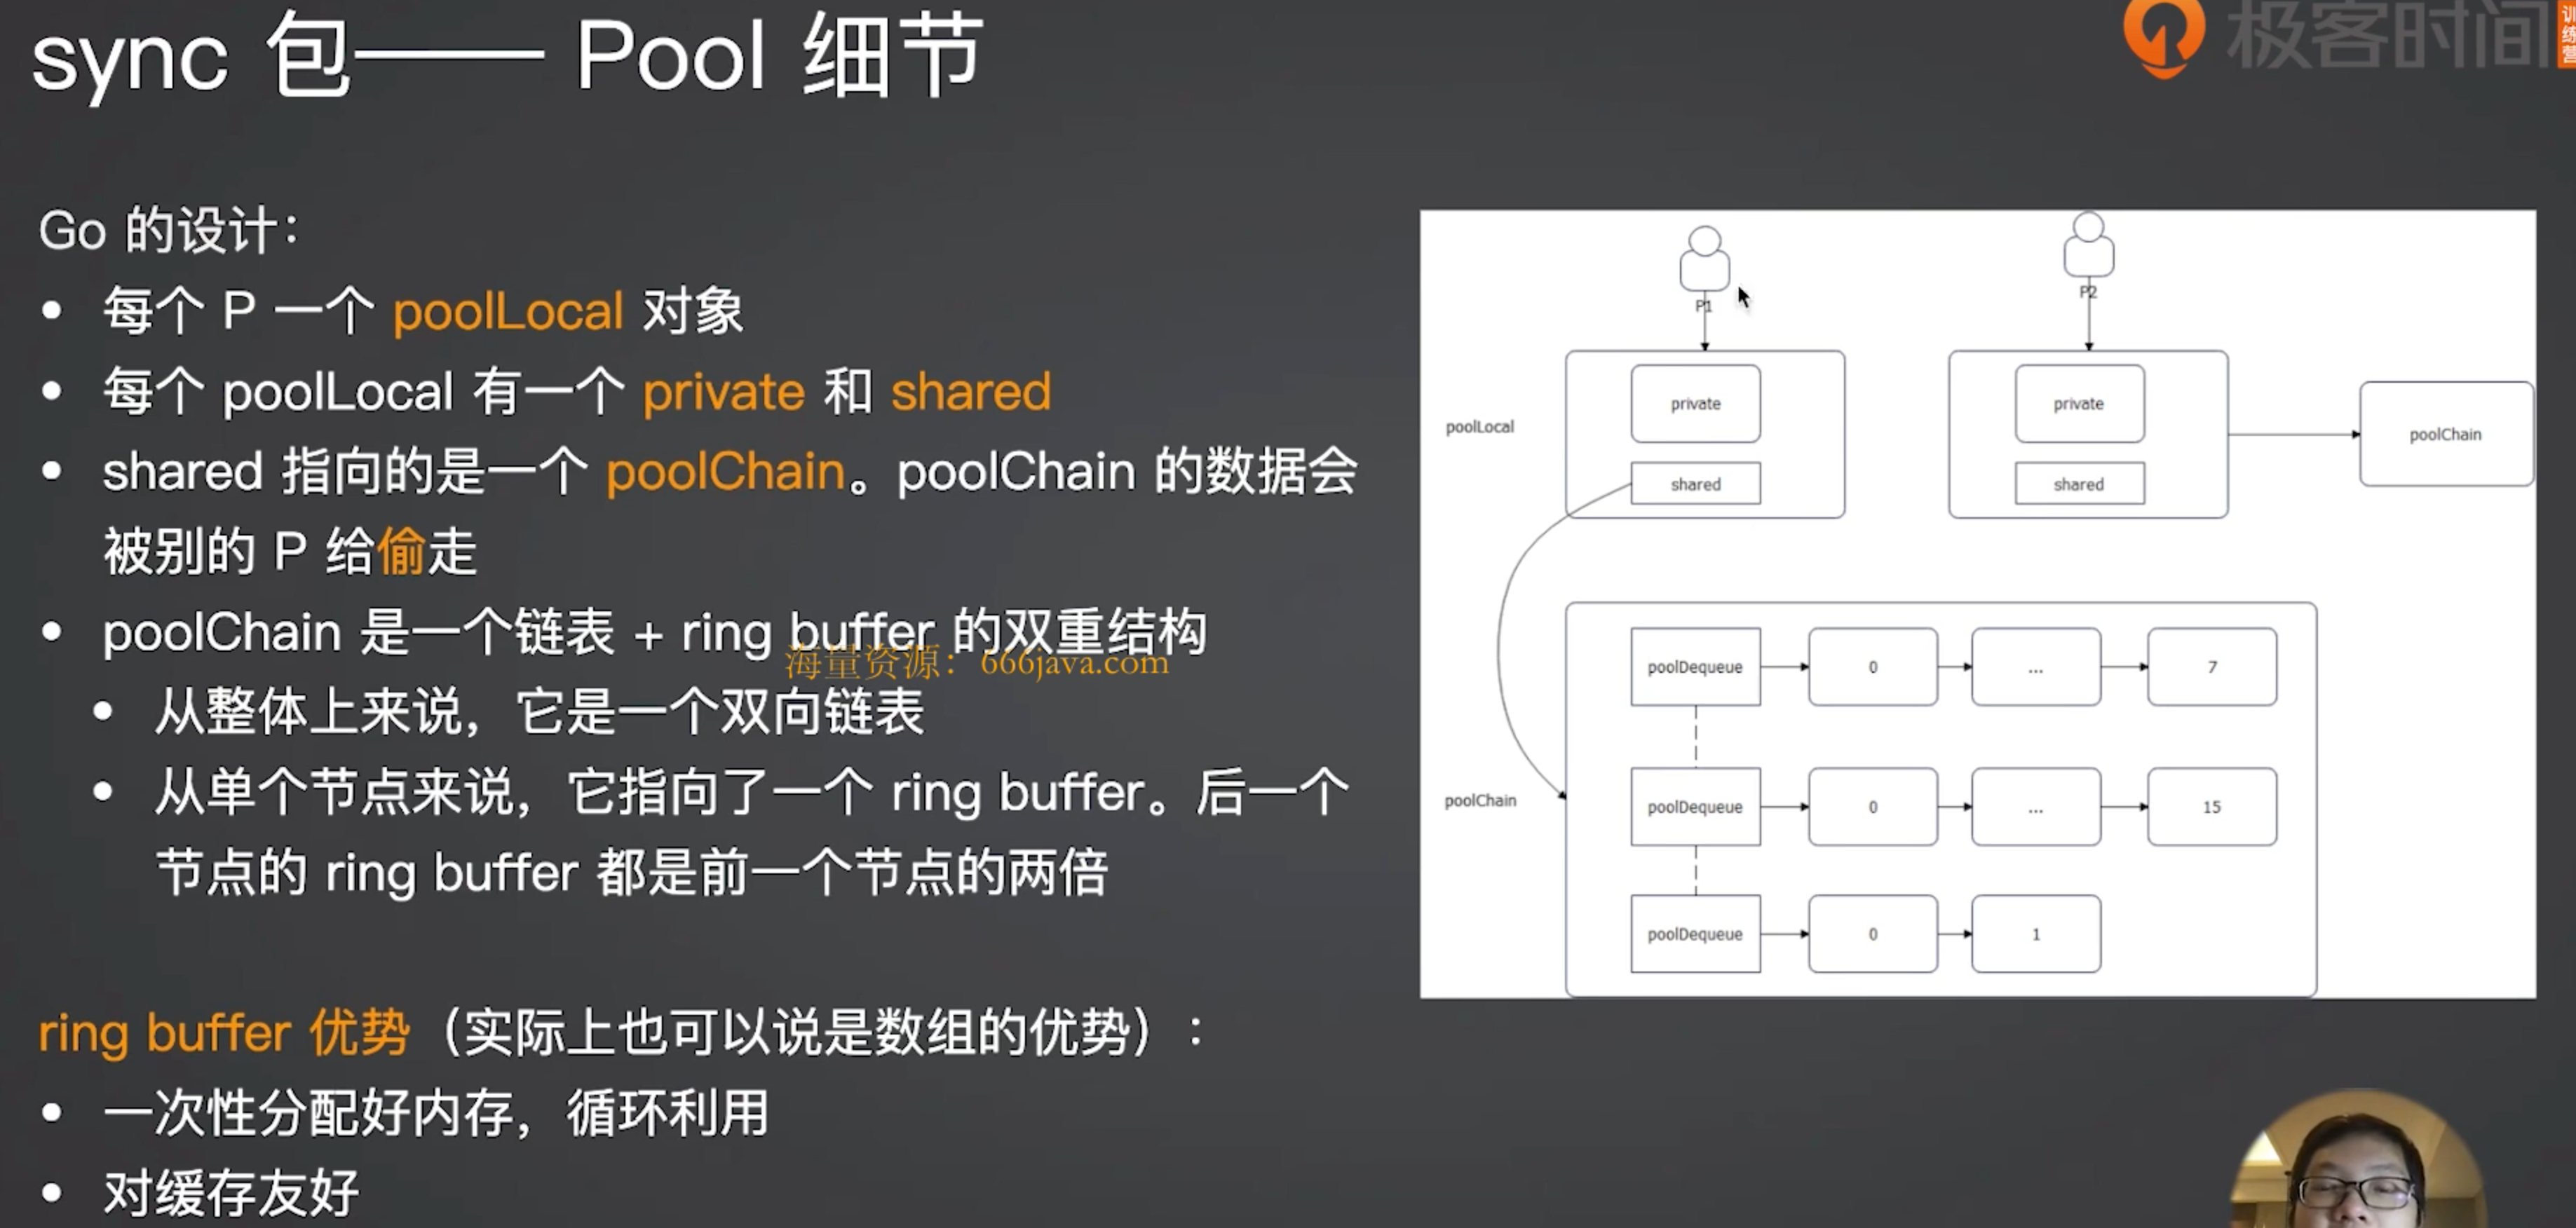 sync 包—— Pool 细节
极客时间
训练营
Go 的设计：
• 每个 P 一个 poolLocal 对象
• 每个 poolLocal 有一个 private 和 shared
• shared 指向的是一个 poolChain。poolChain 的数据会
被别的 P 给偷走
• poolChain 是一个链表 + ring buffer 的双重结构
海量资源：666java.com
• 从整体上来说，它是一个双向链表
• 从单个节点来说，它指向了一个 ring buffer。后一个
节点的 ring buffer 都是前一个节点的两倍
ring buffer 优势（实际上也可以说是数组的优势）：
• 一次性分配好内存，循环利用
• 对缓存友好
P1
P2
poolLocal
private
shared
private
shared
poolChain
poolChain
poolDequeue
0
...
7
poolDequeue
0
...
15
poolDequeue
0
1